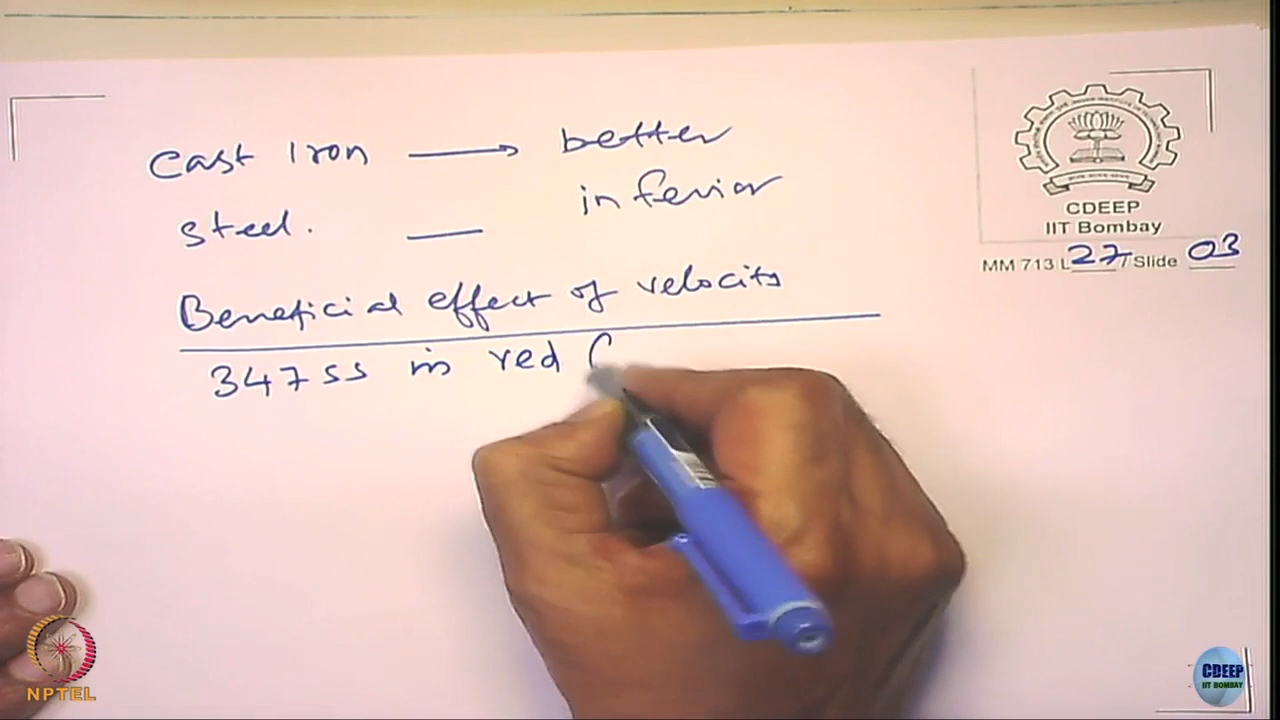 Cast Iron → better
steel. — inferior
Beneficial effect of velocity
347 SS in red (
CDEEP
IIT Bombay
MM 713 L 27 / Slide 03
NPTEL
CDEEP
IIT BOMBAY